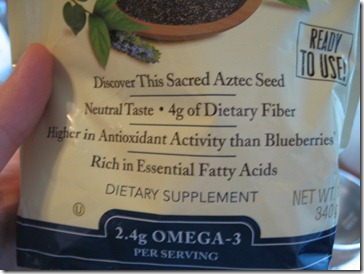 READY
TO USE!
Discover This Sacred Aztec Seed
Neutral Taste • 4g of Dietary Fiber
Higher in Antioxidant Activity than Blueberries
Rich in Essential Fatty Acids
DIETARY SUPPLEMENT
U
NET WT.
340
2.4g OMEGA-3
PER SERVING